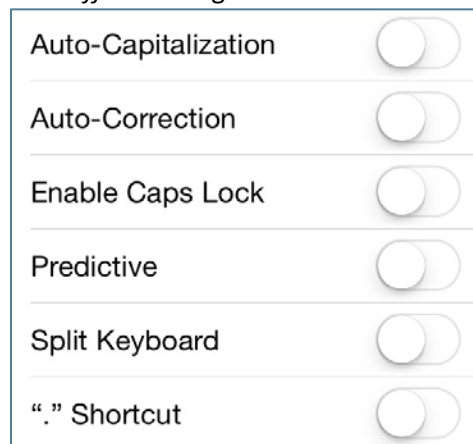 Auto-Capitalization
Auto-Correction
Enable Caps Lock
Predictive
Split Keyboard
“.” Shortcut